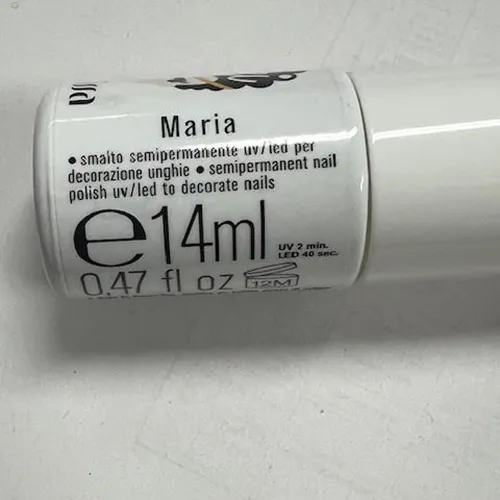 Maria
• smalto semipermanente uv/led per
decorazione unghie • semipermanent nail
polish uv/led to decorate nails
e14ml
UV 2 min.
LED 40 sec.
0,47 fl oz
12M